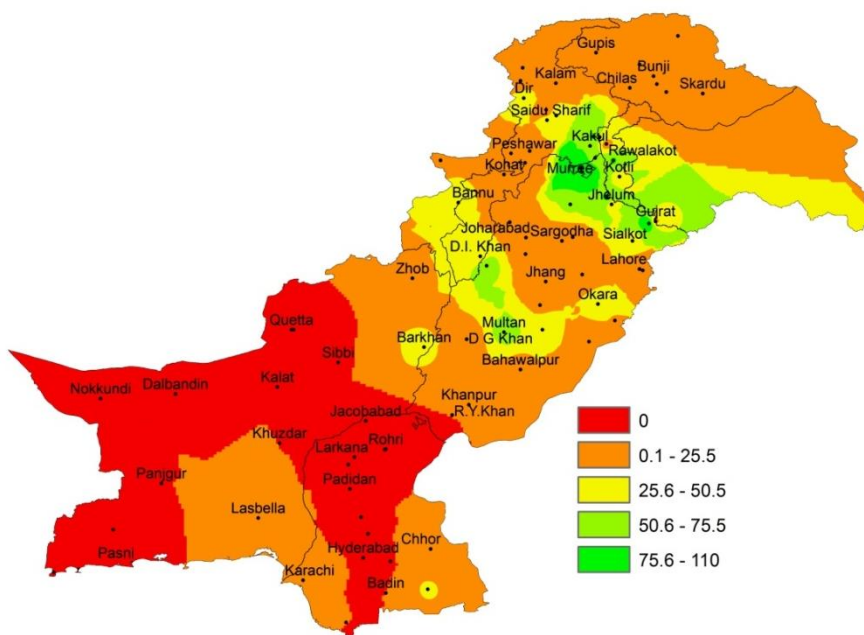 Gupis
Bunji
Kalam
Chilas
Skardu
Dir
Saidu Sharif
Kakul
Peshawar
Rawalakot
Kohat
Murree
Kotli
Bannu
Jhelum
Gujrat
Joharabad
Sargodha
Sialkot
D.I. Khan
Lahore
Zhob
Jhang
Okara
Quetta
Multan
Barkhan
D G Khan
Sibbi
Bahawalpur
Nokkundi
Dalbandin
Kalat
Khanpur
R.Y.Khan
Jacobabad
Khuzdar
Rohri
Larkana
Panjgur
Padidan
Lasbella
Chhor
Pasni
Hyderabad
Karachi
Badin
0
0.1 - 25.5
25.6 - 50.5
50.6 - 75.5
75.6 - 110